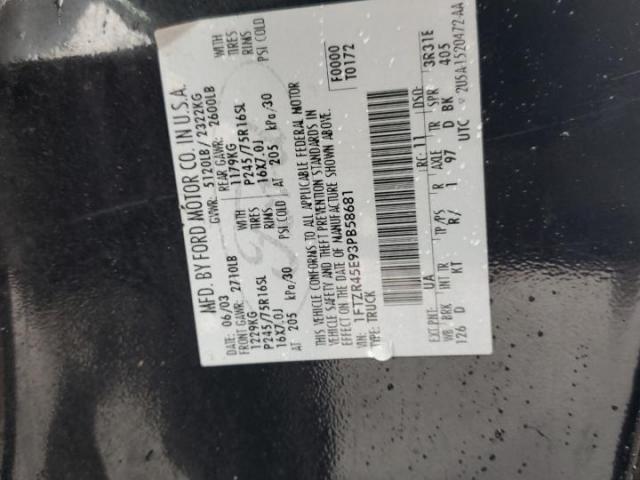 MFD. BY FORD MOTOR CO. IN U.S.A.
DATE: 06/03 GVWR: 5120LB/ 2322KG
FRONT GAWR: 2710LB REAR GAWR: 2600LB
1229KG WITH 1179KG WITH
P245/75R16SL TIRES P245/75R16SL TIRES
16X7.0J RIMS 16X7.0J RIMS
AT 205 kPa/30 PSI COLD AT 205 kPa/30 PSI COLD
THIS VEHICLE CONFORMS TO ALL APPLICABLE FEDERAL MOTOR
VEHICLE SAFETY AND THEFT PREVENTION STANDARDS IN
EFFECT ON THE DATE OF MANUFACTURE SHOWN ABOVE.
VIN: 1FTZR45E93PB58681 F0000
TYPE: TRUCK T0172
EXT PNT: UA RC: 11 DSO:
WB BRK INT TR TP/PS R AXLE TR SPR 3R31E
126 D KT R/ 1 97 D BK 405
UTC 2U5A-1520472-AA